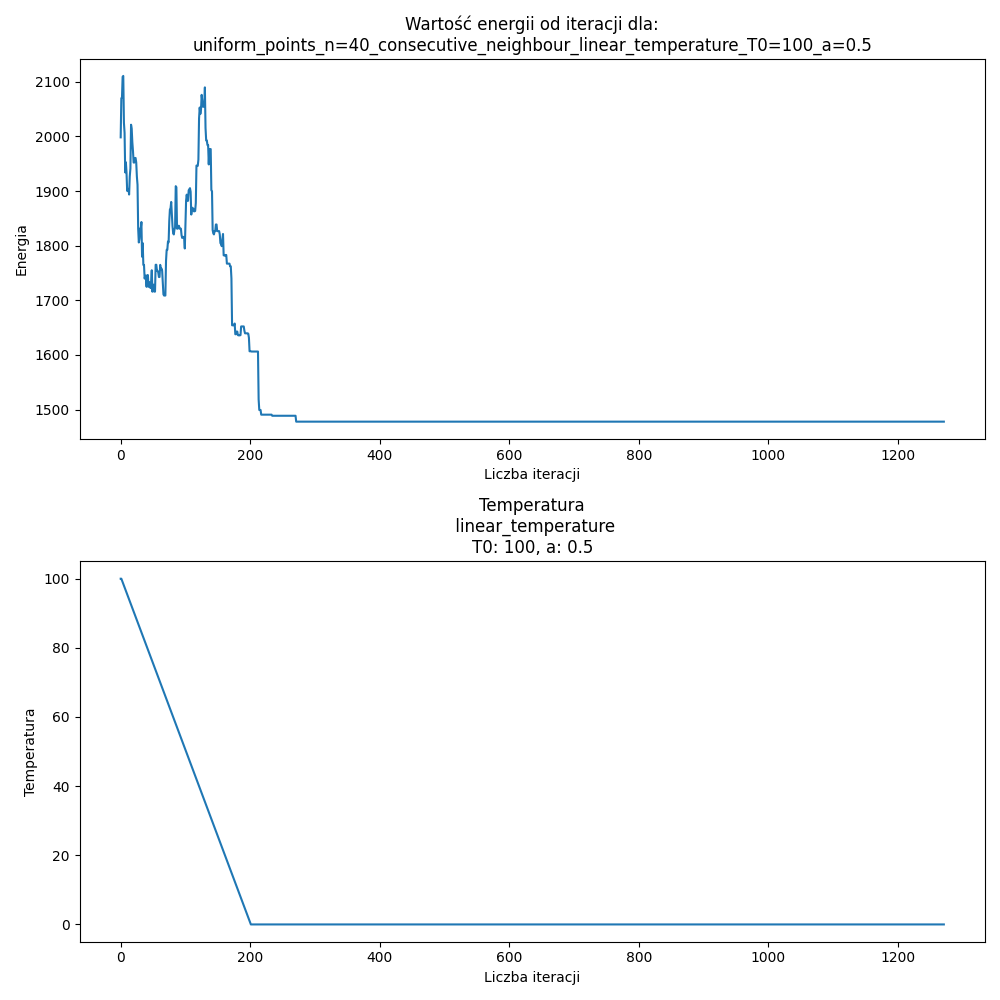 Wartość energii od iteracji dla:
uniform_points_n=40_consecutive_neighbour_linear_temperature_T0=100_a=0.5
2100
2000
1900
1800
1700
1600
1500
Energia
0 200 400 600 800 1000 1200
Liczba iteracji
Temperatura
linear_temperature
T0: 100, a: 0.5
100
80
60
40
20
0
Temperatura
0 200 400 600 800 1000 1200
Liczba iteracji